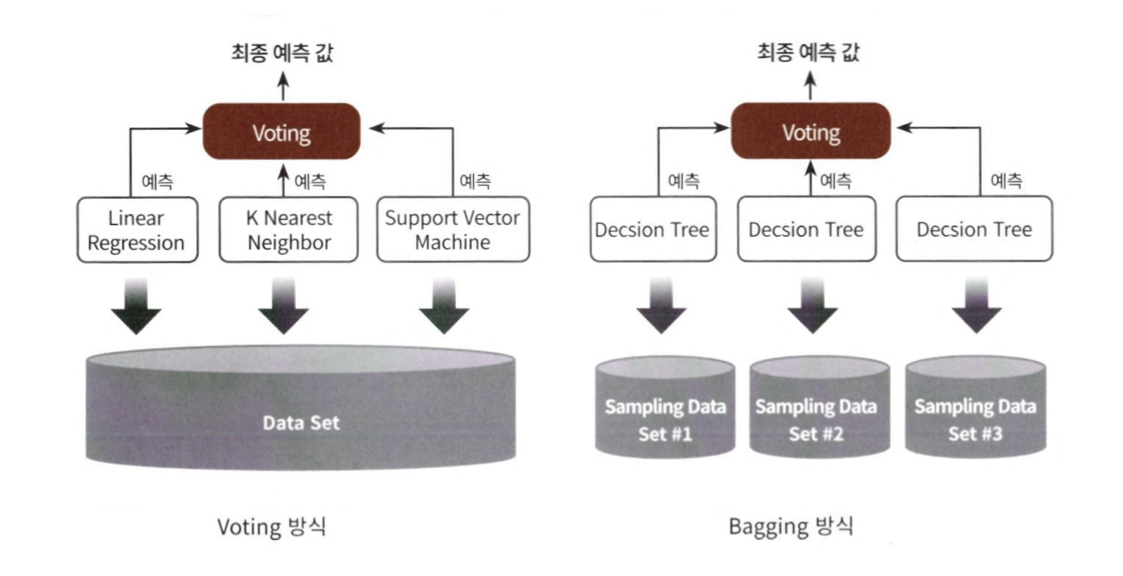 최종 예측 값
Voting
예측
예측
예측
Linear
Regression
K Nearest
Neighbor
Support Vector
Machine
Data Set
Voting 방식
최종 예측 값
Voting
예측
예측
예측
Decsion Tree
Decsion Tree
Decsion Tree
Sampling Data
Set #1
Sampling Data
Set #2
Sampling Data
Set #3
Bagging 방식